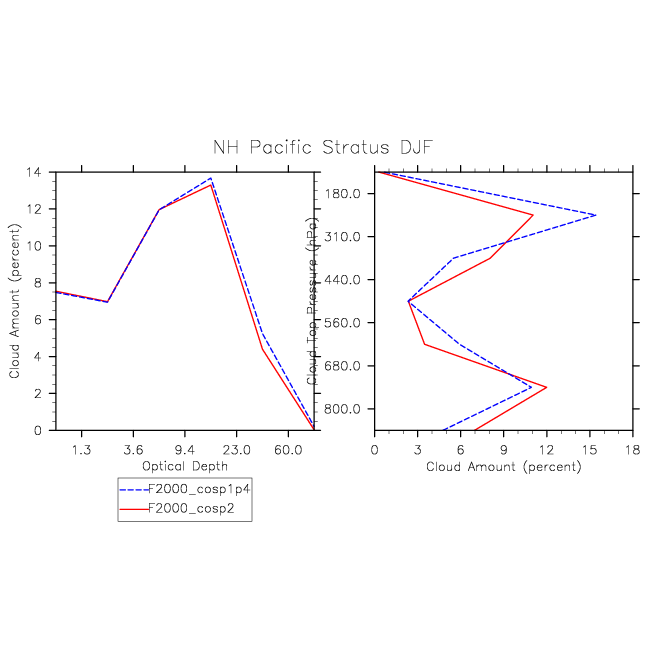 NH Pacific Stratus DJF
Cloud Amount (percent)
14
12
10
8
6
4
2
0
1.3 3.6 9.4 23.0 60.0
Optical Depth
Cloud Top Pressure (hPa)
180.0
310.0
440.0
560.0
680.0
800.0
0 3 6 9 12 15 18
Cloud Amount (percent)
F2000_cosp1p4
F2000_cosp2